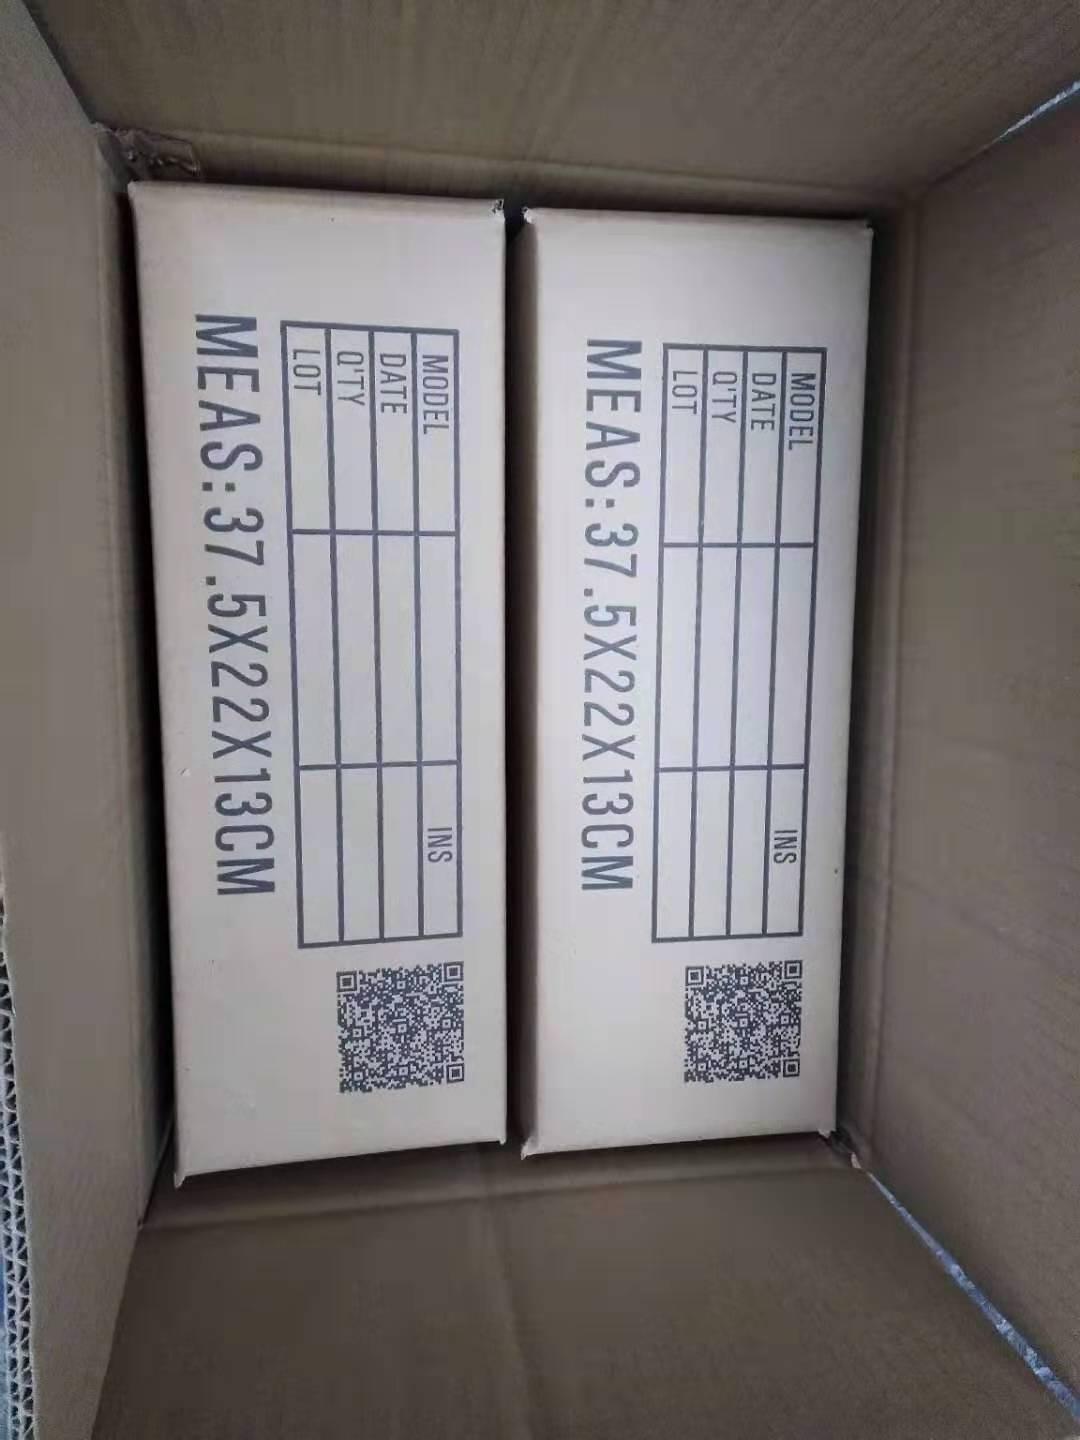 MODEL
DATE
Q'TY
LOT
INS
MEAS:37.5X22X13CM
MODEL
DATE
Q'TY
LOT
INS
MEAS:37.5X22X13CM